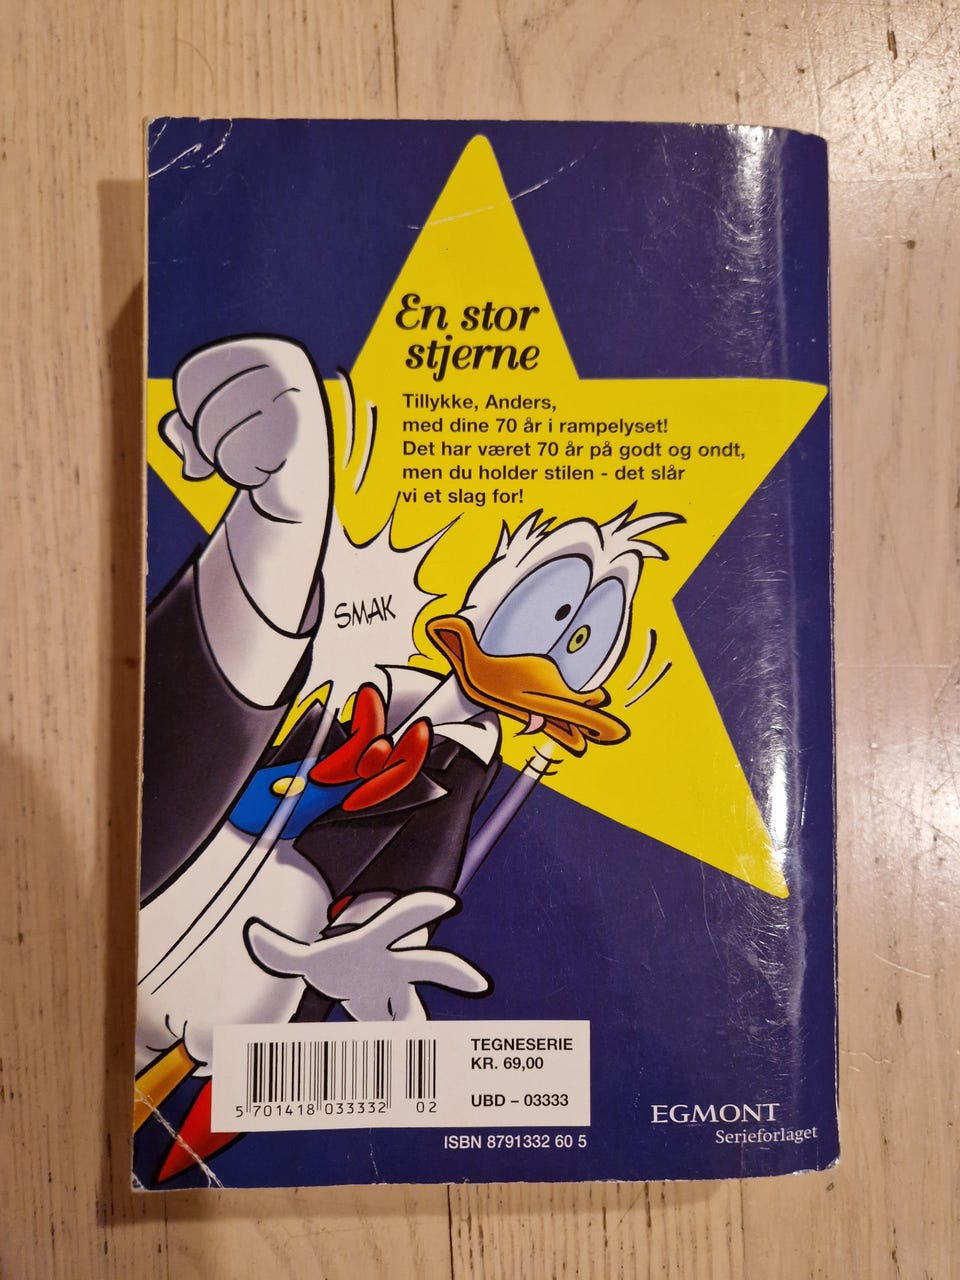 En stor
stjerne
Tillykke, Anders,
med dine 70 år i rampelyset!
Det har været 70 år på godt og ondt,
men du holder stilen - det slår
vi et slag for!
SMAK
TEGNESERIE
KR. 69,00
UBD – 03333
5 701418 033332 02
ISBN 8791332 60 5
EGMONT
Serieforlaget